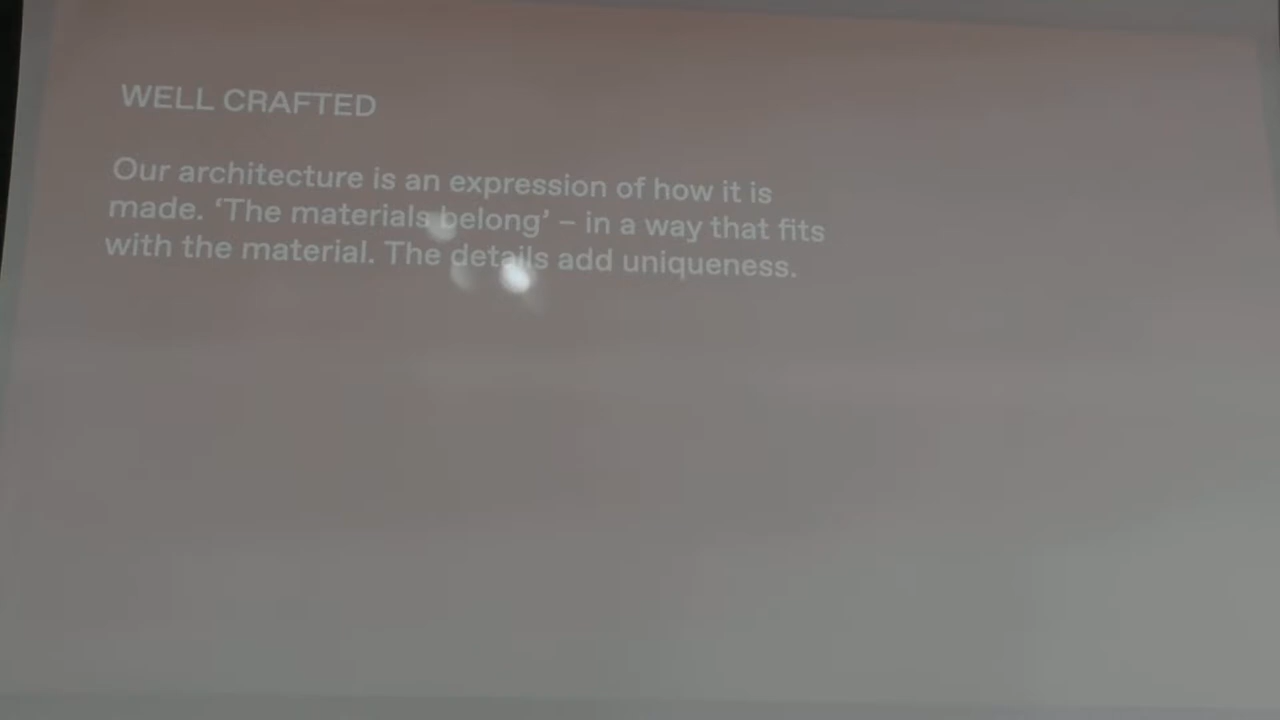 WELL CRAFTED
Our architecture is an expression of how it is
made. ‘The materials belong’ – in a way that fits
with the material. The details add uniqueness.